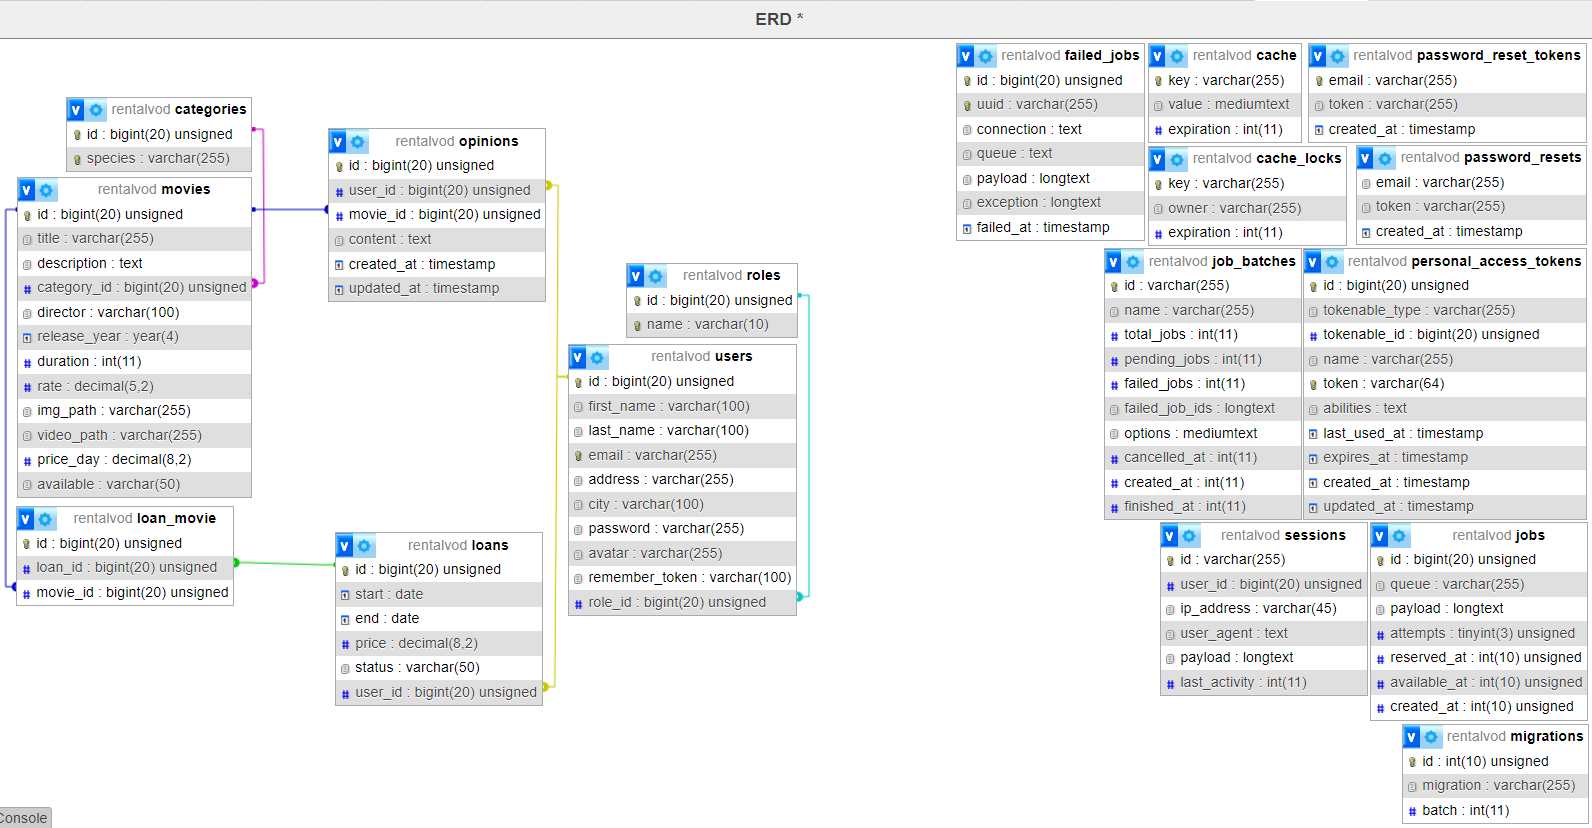 ERD *
rentalvod categories
id : bigint(20) unsigned
species : varchar(255)
rentalvod movies
id : bigint(20) unsigned
title : varchar(255)
description : text
category_id : bigint(20) unsigned
director : varchar(100)
release_year : year(4)
duration : int(11)
rate : decimal(5,2)
img_path : varchar(255)
video_path : varchar(255)
price_day : decimal(8,2)
available : varchar(50)
rentalvod loan_movie
id : bigint(20) unsigned
loan_id : bigint(20) unsigned
movie_id : bigint(20) unsigned
rentalvod opinions
id : bigint(20) unsigned
user_id : bigint(20) unsigned
movie_id : bigint(20) unsigned
content : text
created_at : timestamp
updated_at : timestamp
rentalvod loans
id : bigint(20) unsigned
start : date
end : date
price : decimal(8,2)
status : varchar(50)
user_id : bigint(20) unsigned
rentalvod roles
id : bigint(20) unsigned
name : varchar(10)
rentalvod users
id : bigint(20) unsigned
first_name : varchar(100)
last_name : varchar(100)
email : varchar(255)
address : varchar(255)
city : varchar(100)
password : varchar(255)
avatar : varchar(255)
remember_token : varchar(100)
role_id : bigint(20) unsigned
rentalvod failed_jobs
id : bigint(20) unsigned
uuid : varchar(255)
connection : text
queue : text
payload : longtext
exception : longtext
failed_at : timestamp
rentalvod cache
key : varchar(255)
value : mediumtext
expiration : int(11)
rentalvod password_reset_tokens
email : varchar(255)
token : varchar(255)
created_at : timestamp
rentalvod cache_locks
key : varchar(255)
owner : varchar(255)
expiration : int(11)
rentalvod password_resets
email : varchar(255)
token : varchar(255)
created_at : timestamp
rentalvod job_batches
id : varchar(255)
name : varchar(255)
total_jobs : int(11)
pending_jobs : int(11)
failed_jobs : int(11)
failed_job_ids : longtext
options : mediumtext
cancelled_at : int(11)
created_at : int(11)
finished_at : int(11)
rentalvod personal_access_tokens
id : bigint(20) unsigned
tokenable_type : varchar(255)
tokenable_id : bigint(20) unsigned
name : varchar(255)
token : varchar(64)
abilities : text
last_used_at : timestamp
expires_at : timestamp
created_at : timestamp
updated_at : timestamp
rentalvod sessions
id : varchar(255)
user_id : bigint(20) unsigned
ip_address : varchar(45)
user_agent : text
payload : longtext
last_activity : int(11)
rentalvod jobs
id : bigint(20) unsigned
queue : varchar(255)
payload : longtext
attempts : tinyint(3) unsigned
reserved_at : int(10) unsigned
available_at : int(10) unsigned
created_at : int(10) unsigned
rentalvod migrations
id : int(10) unsigned
migration : varchar(255)
batch : int(11)
Console